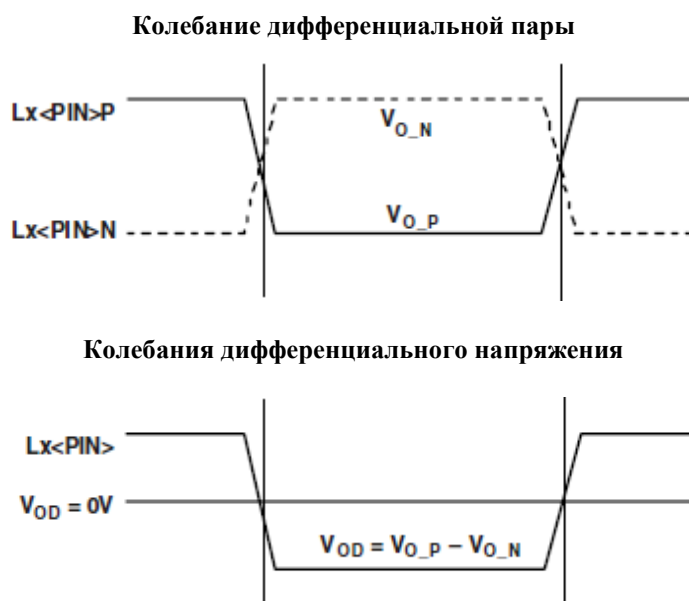 Колебание дифференциальной пары
Lx<PIN>P
V_O_N
Lx<PIN>N
V_O_P
Колебания дифференциального напряжения
Lx<PIN>
V_OD = 0V
V_OD = V_O_P – V_O_N